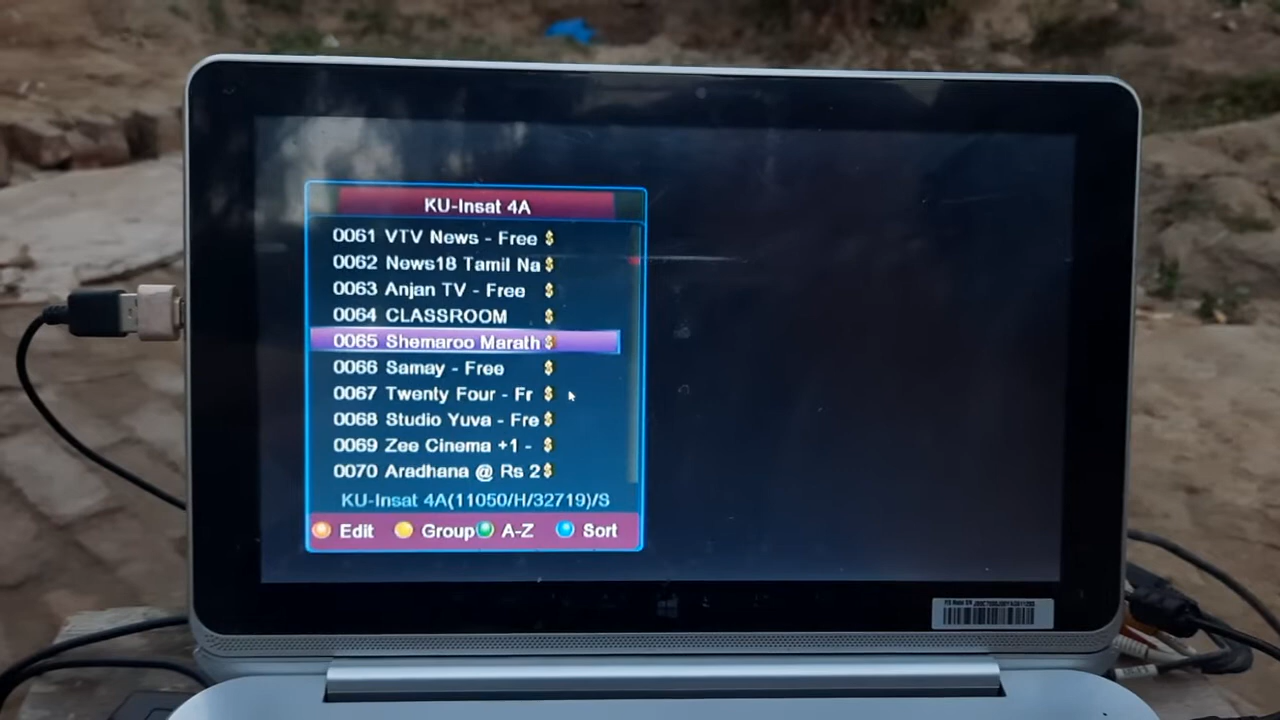 KU-Insat 4A
0061 VTV News - Free $
0062 News18 Tamil Na $
0063 Anjan TV - Free $
0064 CLASSROOM $
0065 Shemaroo Marath $
0066 Samay - Free $
0067 Twenty Four - Fr $
0068 Studio Yuva - Fre $
0069 Zee Cinema +1 - $
0070 Aradhana @ Rs 2 $
KU-Insat 4A(11050/H/32719)/S
Edit Group A-Z Sort